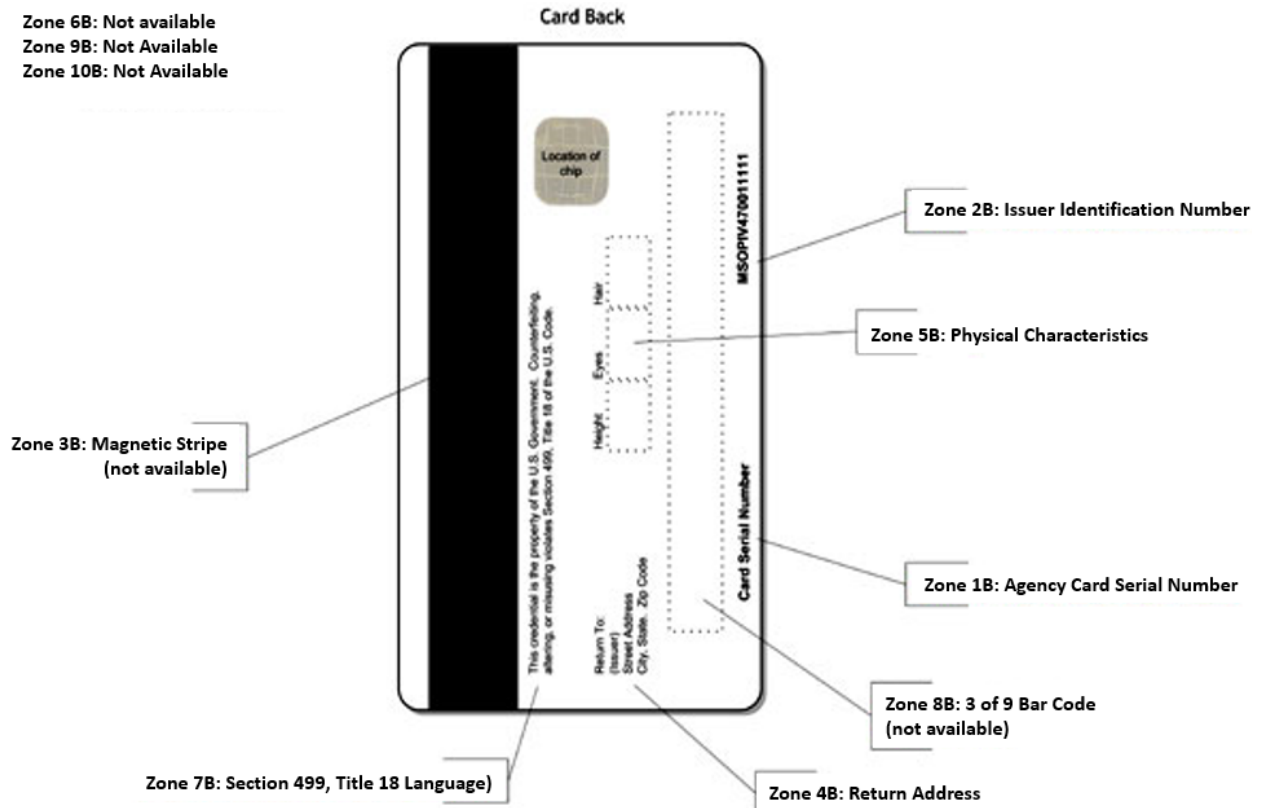 Card Back
Zone 6B: Not available
Zone 9B: Not Available
Zone 10B: Not Available
Location of
chip
This credential is the property of the U.S. Government. Counterfeiting,
altering, or misusing violates Section 499, Title 18 of the U.S. Code.
Height Eyes Hair
Return To:
(Issuer)
Street Address
City, State, Zip Code
Card Serial Number MSOPIV470011111
Zone 2B: Issuer Identification Number
Zone 5B: Physical Characteristics
Zone 3B: Magnetic Stripe
(not available)
Zone 1B: Agency Card Serial Number
Zone 8B: 3 of 9 Bar Code
(not available)
Zone 7B: Section 499, Title 18 Language)
Zone 4B: Return Address